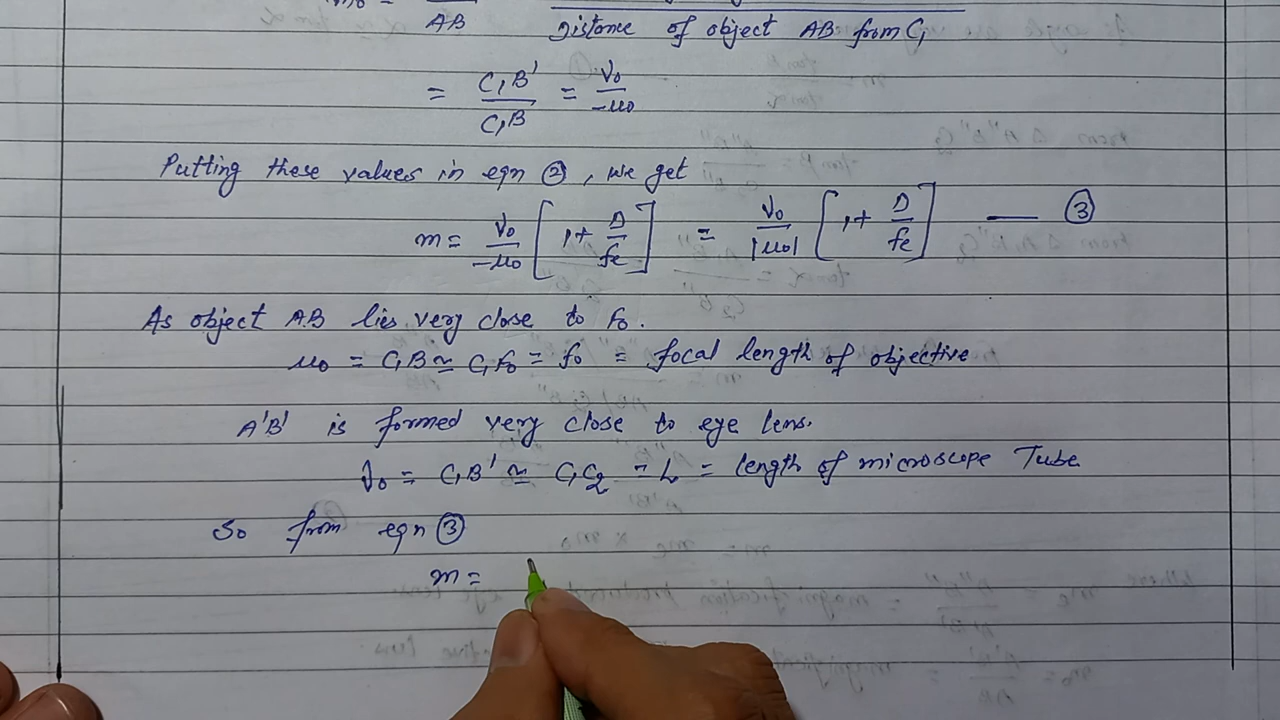 AB Distance of object AB from C₁
= C₁B'/C₁B = v₀/-u₀
Putting these values in eqn ②, we get
m = v₀/-u₀ [1 + D/fe] = v₀/|u₀| [1 + D/fe] — ③
As object AB lies very close to F₀.
u₀ = C₁B ≃ C₁F₀ = f₀ = focal length of objective
A'B' is formed very close to eye lens.
v₀ = C₁B' ≃ C₁C₂ = L = length of microscope Tube
So from eqn ③
m =